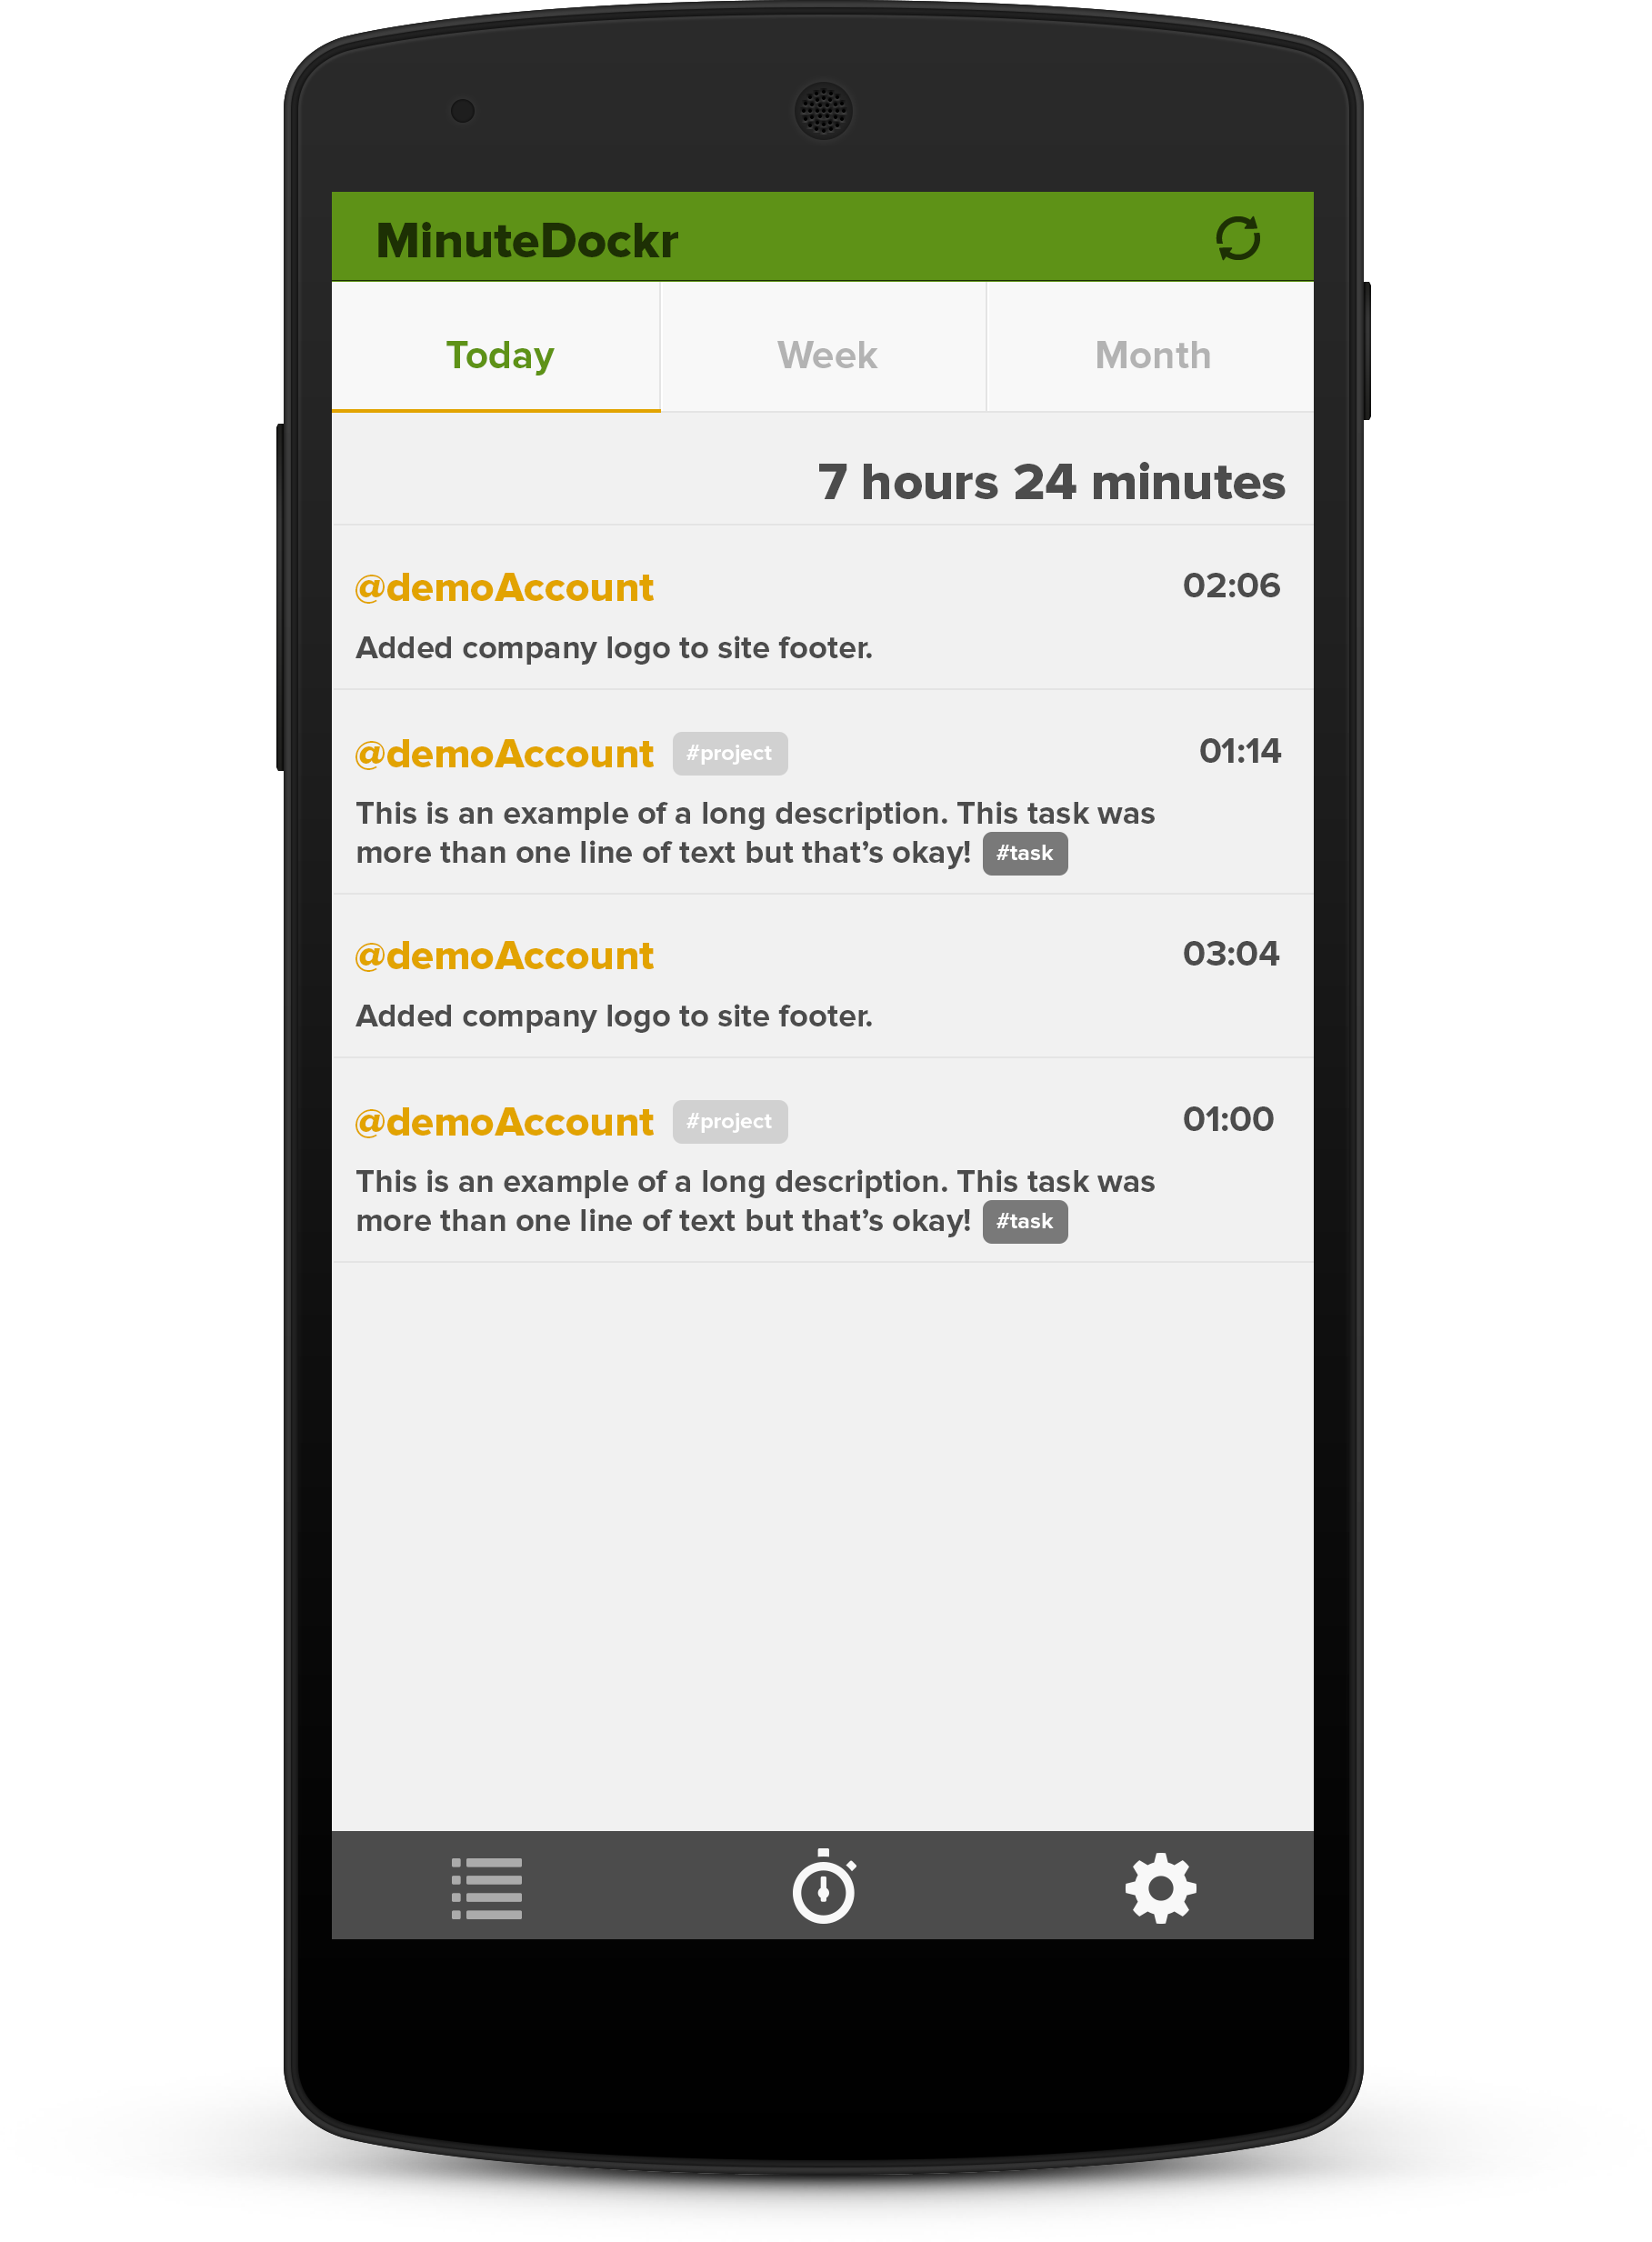 MinuteDockr
Today Week Month
7 hours 24 minutes
@demoAccount 02:06
Added company logo to site footer.
@demoAccount #project 01:14
This is an example of a long description. This task was
more than one line of text but that’s okay! #task
@demoAccount 03:04
Added company logo to site footer.
@demoAccount #project 01:00
This is an example of a long description. This task was
more than one line of text but that’s okay! #task